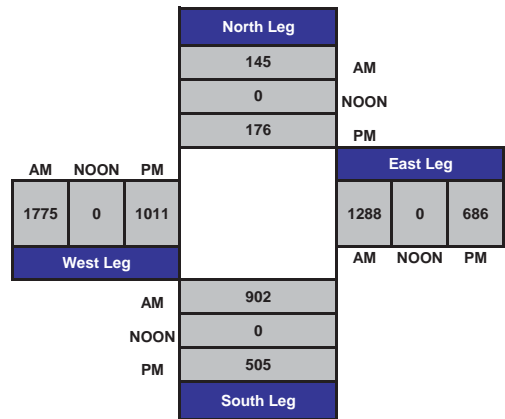 North Leg
145 AM
0 NOON
176 PM
AM NOON PM East Leg
1775 0 1011 1288 0 686
West Leg AM NOON PM
AM 902
NOON 0
PM 505
South Leg